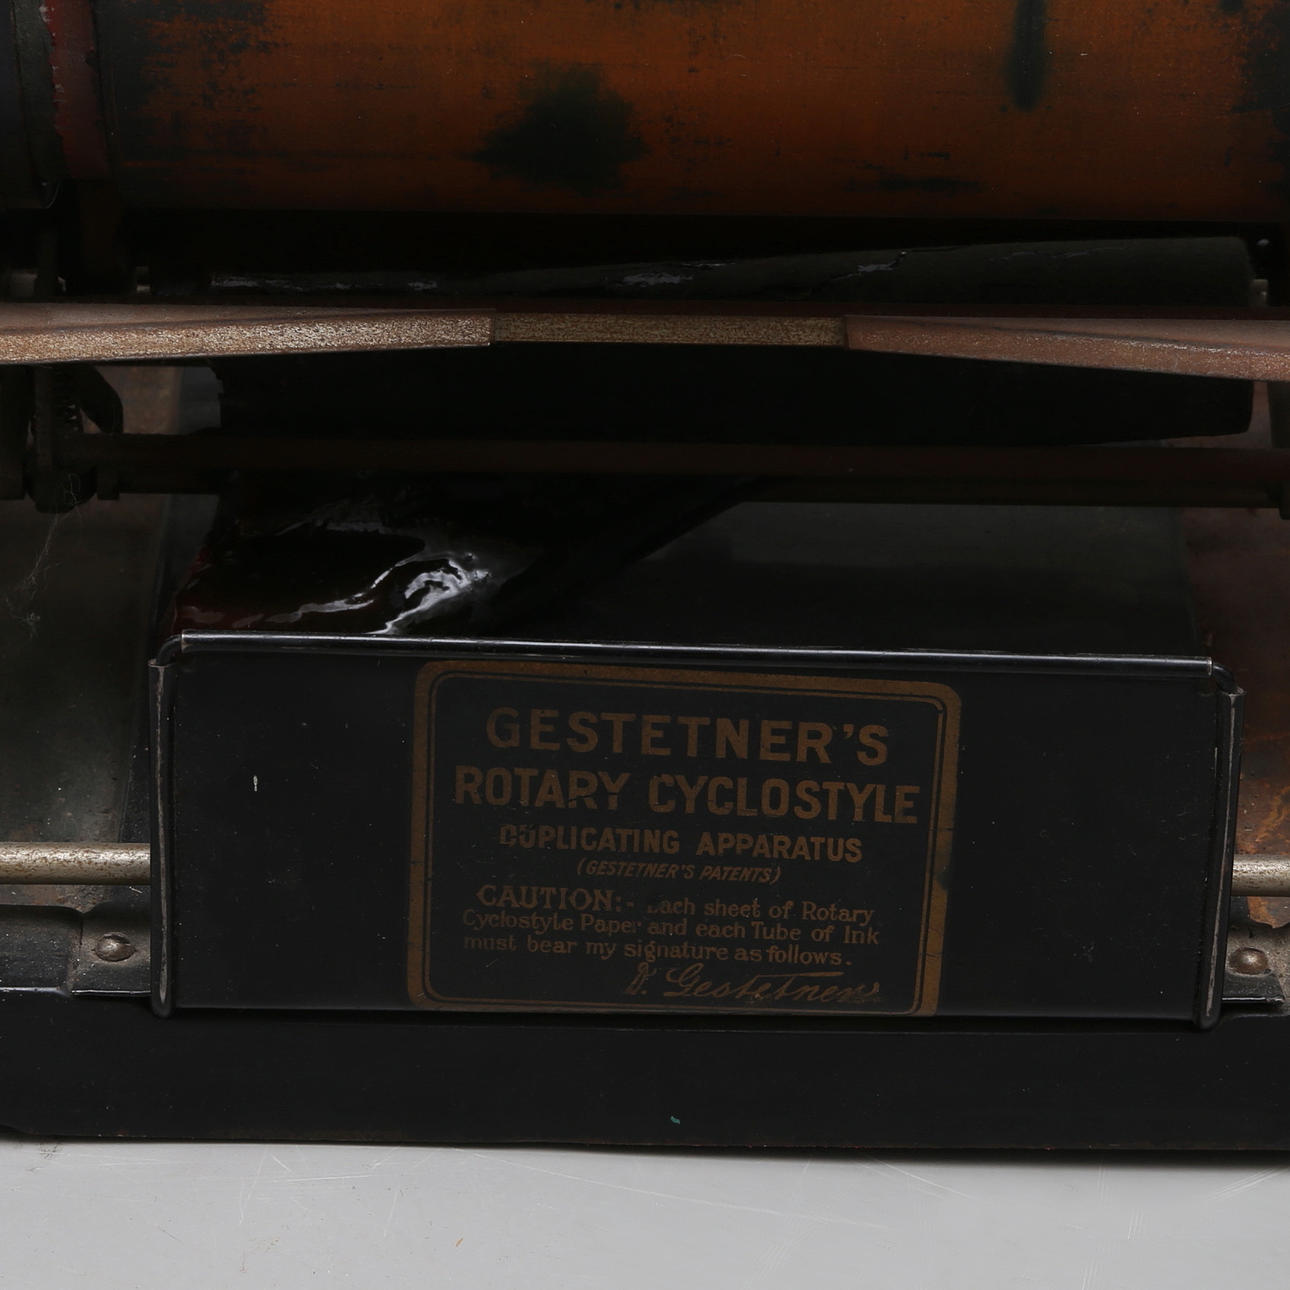 GESTETNER'S
ROTARY CYCLOSTYLE
DUPLICATING APPARATUS
(GESTETNER'S PATENTS)
CAUTION:- Each sheet of Rotary
Cyclostyle Paper and each Tube of Ink
must bear my signature as follows.
D. Gestetner